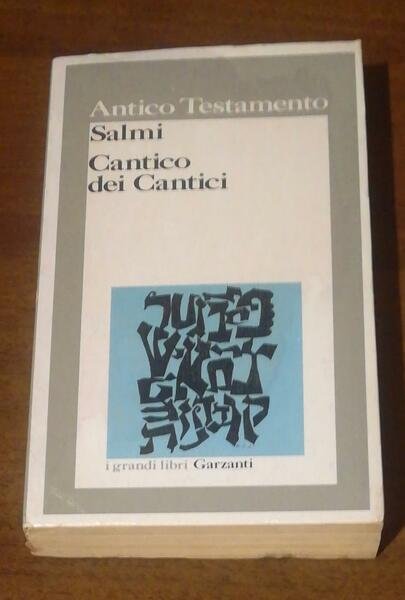 Antico Testamento
Salmi
Cantico
dei Cantici
i grandi libri Garzanti